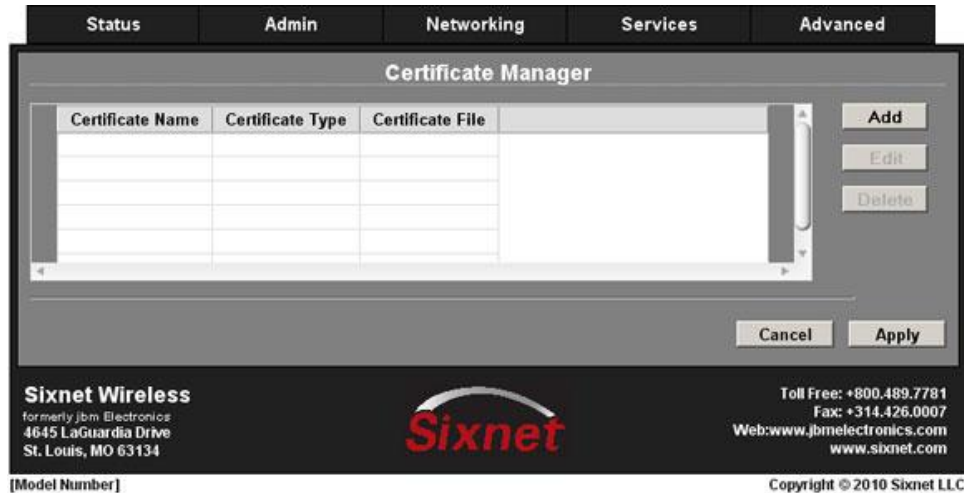 Status Admin Networking Services Advanced
Certificate Manager
Certificate Name Certificate Type Certificate File
Add
Edit
Delete
Cancel Apply
Sixnet Wireless
formerly jbm Electronics
4645 LaGuardia Drive
St. Louis, MO 63134
Sixnet
Toll Free: +800.489.7781
Fax: +314.426.0007
Web:www.jbmelectronics.com
www.sixnet.com
[Model Number]
Copyright © 2010 Sixnet LLC